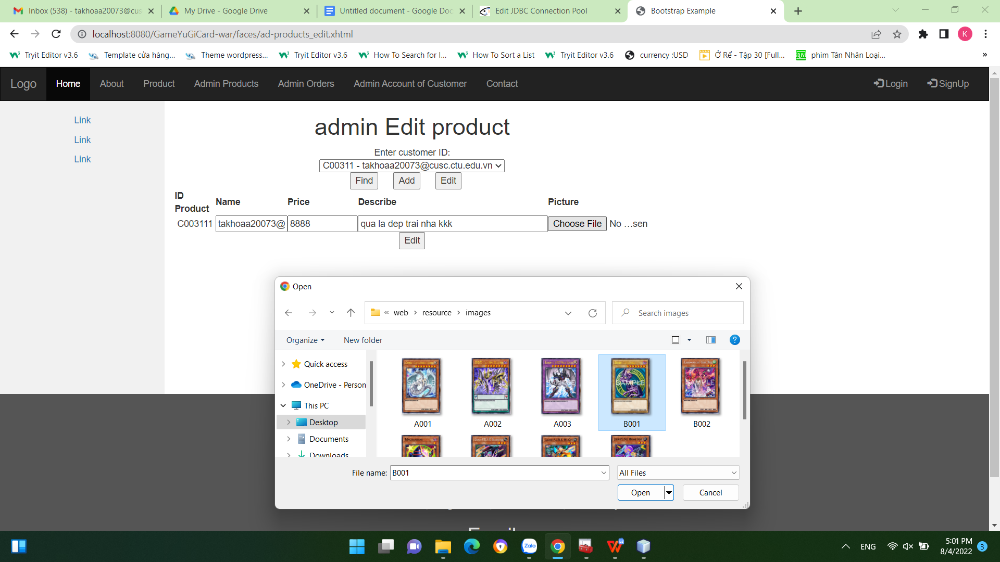 Inbox (538) - takhoaa20073@cus
My Drive - Google Drive
Untitled document - Google Doc
Edit JDBC Connection Pool
Bootstrap Example
localhost:8080/GameYuGiCard-war/faces/ad-products_edit.xhtml
K
Tryit Editor v3.6
Template cửa hàng...
Theme wordpress...
Tryit Editor v3.6
How To Search for I...
How To Sort a List
Tryit Editor v3.6
currency :USD
Ở Rể - Tập 30 [Full...
phim Tân Nhân Loại...
»
Logo
Home
About
Product
Admin Products
Admin Orders
Admin Account of Customer
Contact
Login
SignUp
Link
Link
Link
admin Edit product
Enter customer ID:
C00311 - takhoaa20073@cusc.ctu.edu.vn
Find
Add
Edit
ID Product
Name
Price
Describe
Picture
C003111
takhoaa20073@
8888
qua la dep trai nha kkk
Choose File
No ...sen
Edit
Open
« web > resource > images
Search images
Organize
New folder
?
Quick access
OneDrive - Person
This PC
Desktop
Documents
Downloads
SAMPLE
SAMPLE
SAMPLE
SAMPLE
SAMPLE
A001
A002
A003
B001
B002
File name:
B001
All Files
Open
Cancel
Zalo
ENG
5:01 PM
8/4/2022
3